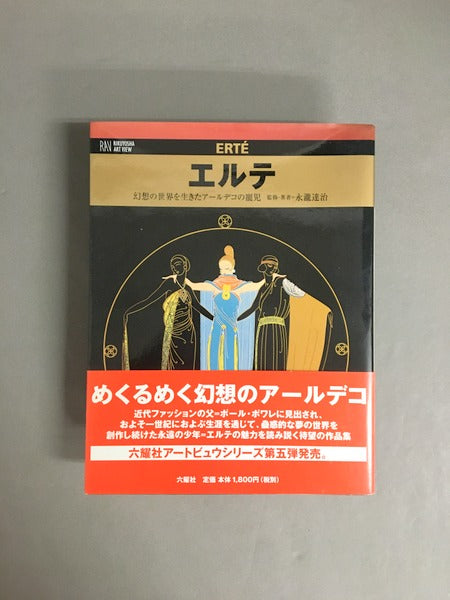 RAV RIKUYOSHA
ART VIEW
ERTÉ
エルテ
幻想の世界を生きたアールデコの寵児 監修・著者=永瀧達治
めくるめく幻想のアールデコ
近代ファッションの父=ポール・ポワレに見出され、
およそ一世紀におよぶ生涯を通じて、蠱惑的な夢の世界を
創作し続けた永遠の少年=エルテの魅力を読み説く待望の作品集
六耀社アートビュウシリーズ第五弾発売。
六耀社 定価 本体1,800円(税別)